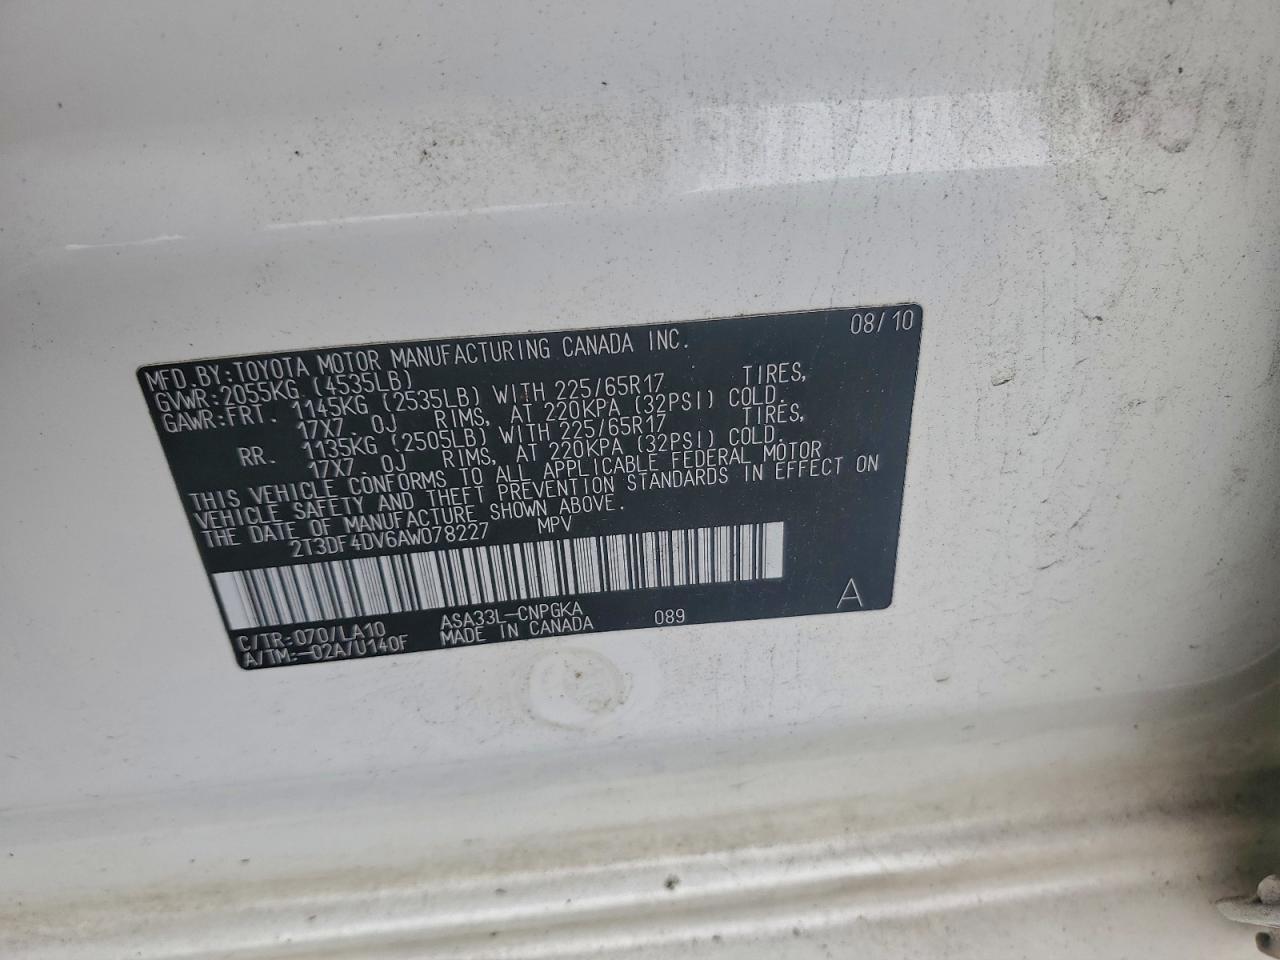 08/10
MFD.BY:TOYOTA MOTOR MANUFACTURING CANADA INC.
GVWR:2055KG (4535LB)
GAWR:FRT. 1145KG (2535LB) WITH 225/65R17 TIRES,
17X7 0J RIMS, AT 220KPA (32PSI) COLD.
RR. 1135KG (2505LB) WITH 225/65R17 TIRES,
17X7 0J RIMS, AT 220KPA (32PSI) COLD.
THIS VEHICLE CONFORMS TO ALL APPLICABLE FEDERAL MOTOR
VEHICLE SAFETY AND THEFT PREVENTION STANDARDS IN EFFECT ON
THE DATE OF MANUFACTURE SHOWN ABOVE.
2T3DF4DV6AW078227 MPV
C/TR:070/LA10 ASA33L-CNPGKA 089 A
A/TM:-02A/U140F MADE IN CANADA